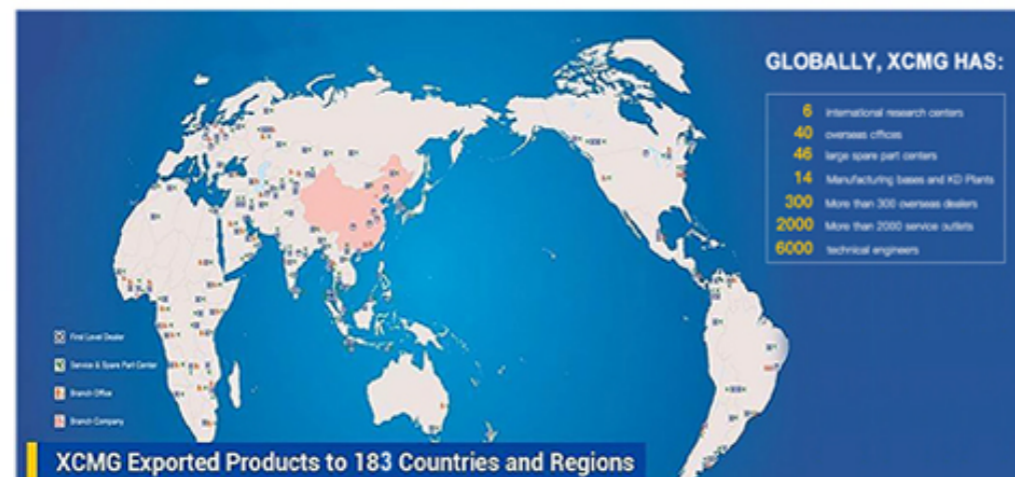 GLOBALLY, XCMG HAS:
6 international research centers
40 overseas offices
46 large spare part centers
14 Manufacturing bases and KD Plants
300 More than 300 overseas dealers
2000 More than 2000 service outlets
6000 technical engineers
First Level Dealer
Service & Spare Part Center
Branch Office
Branch Company
XCMG Exported Products to 183 Countries and Regions